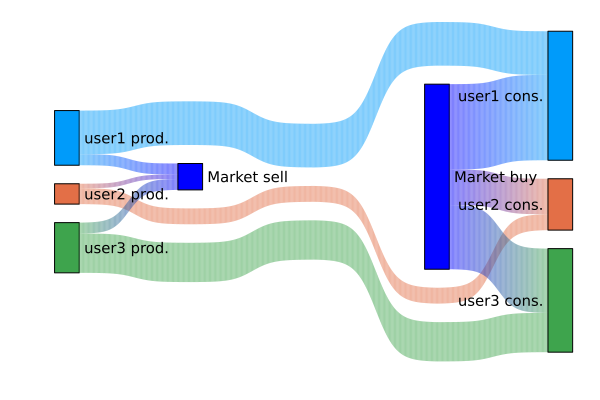 user1 cons.
user1 prod.
Market sell
Market buy
user2 prod.
user2 cons.
user3 prod.
user3 cons.